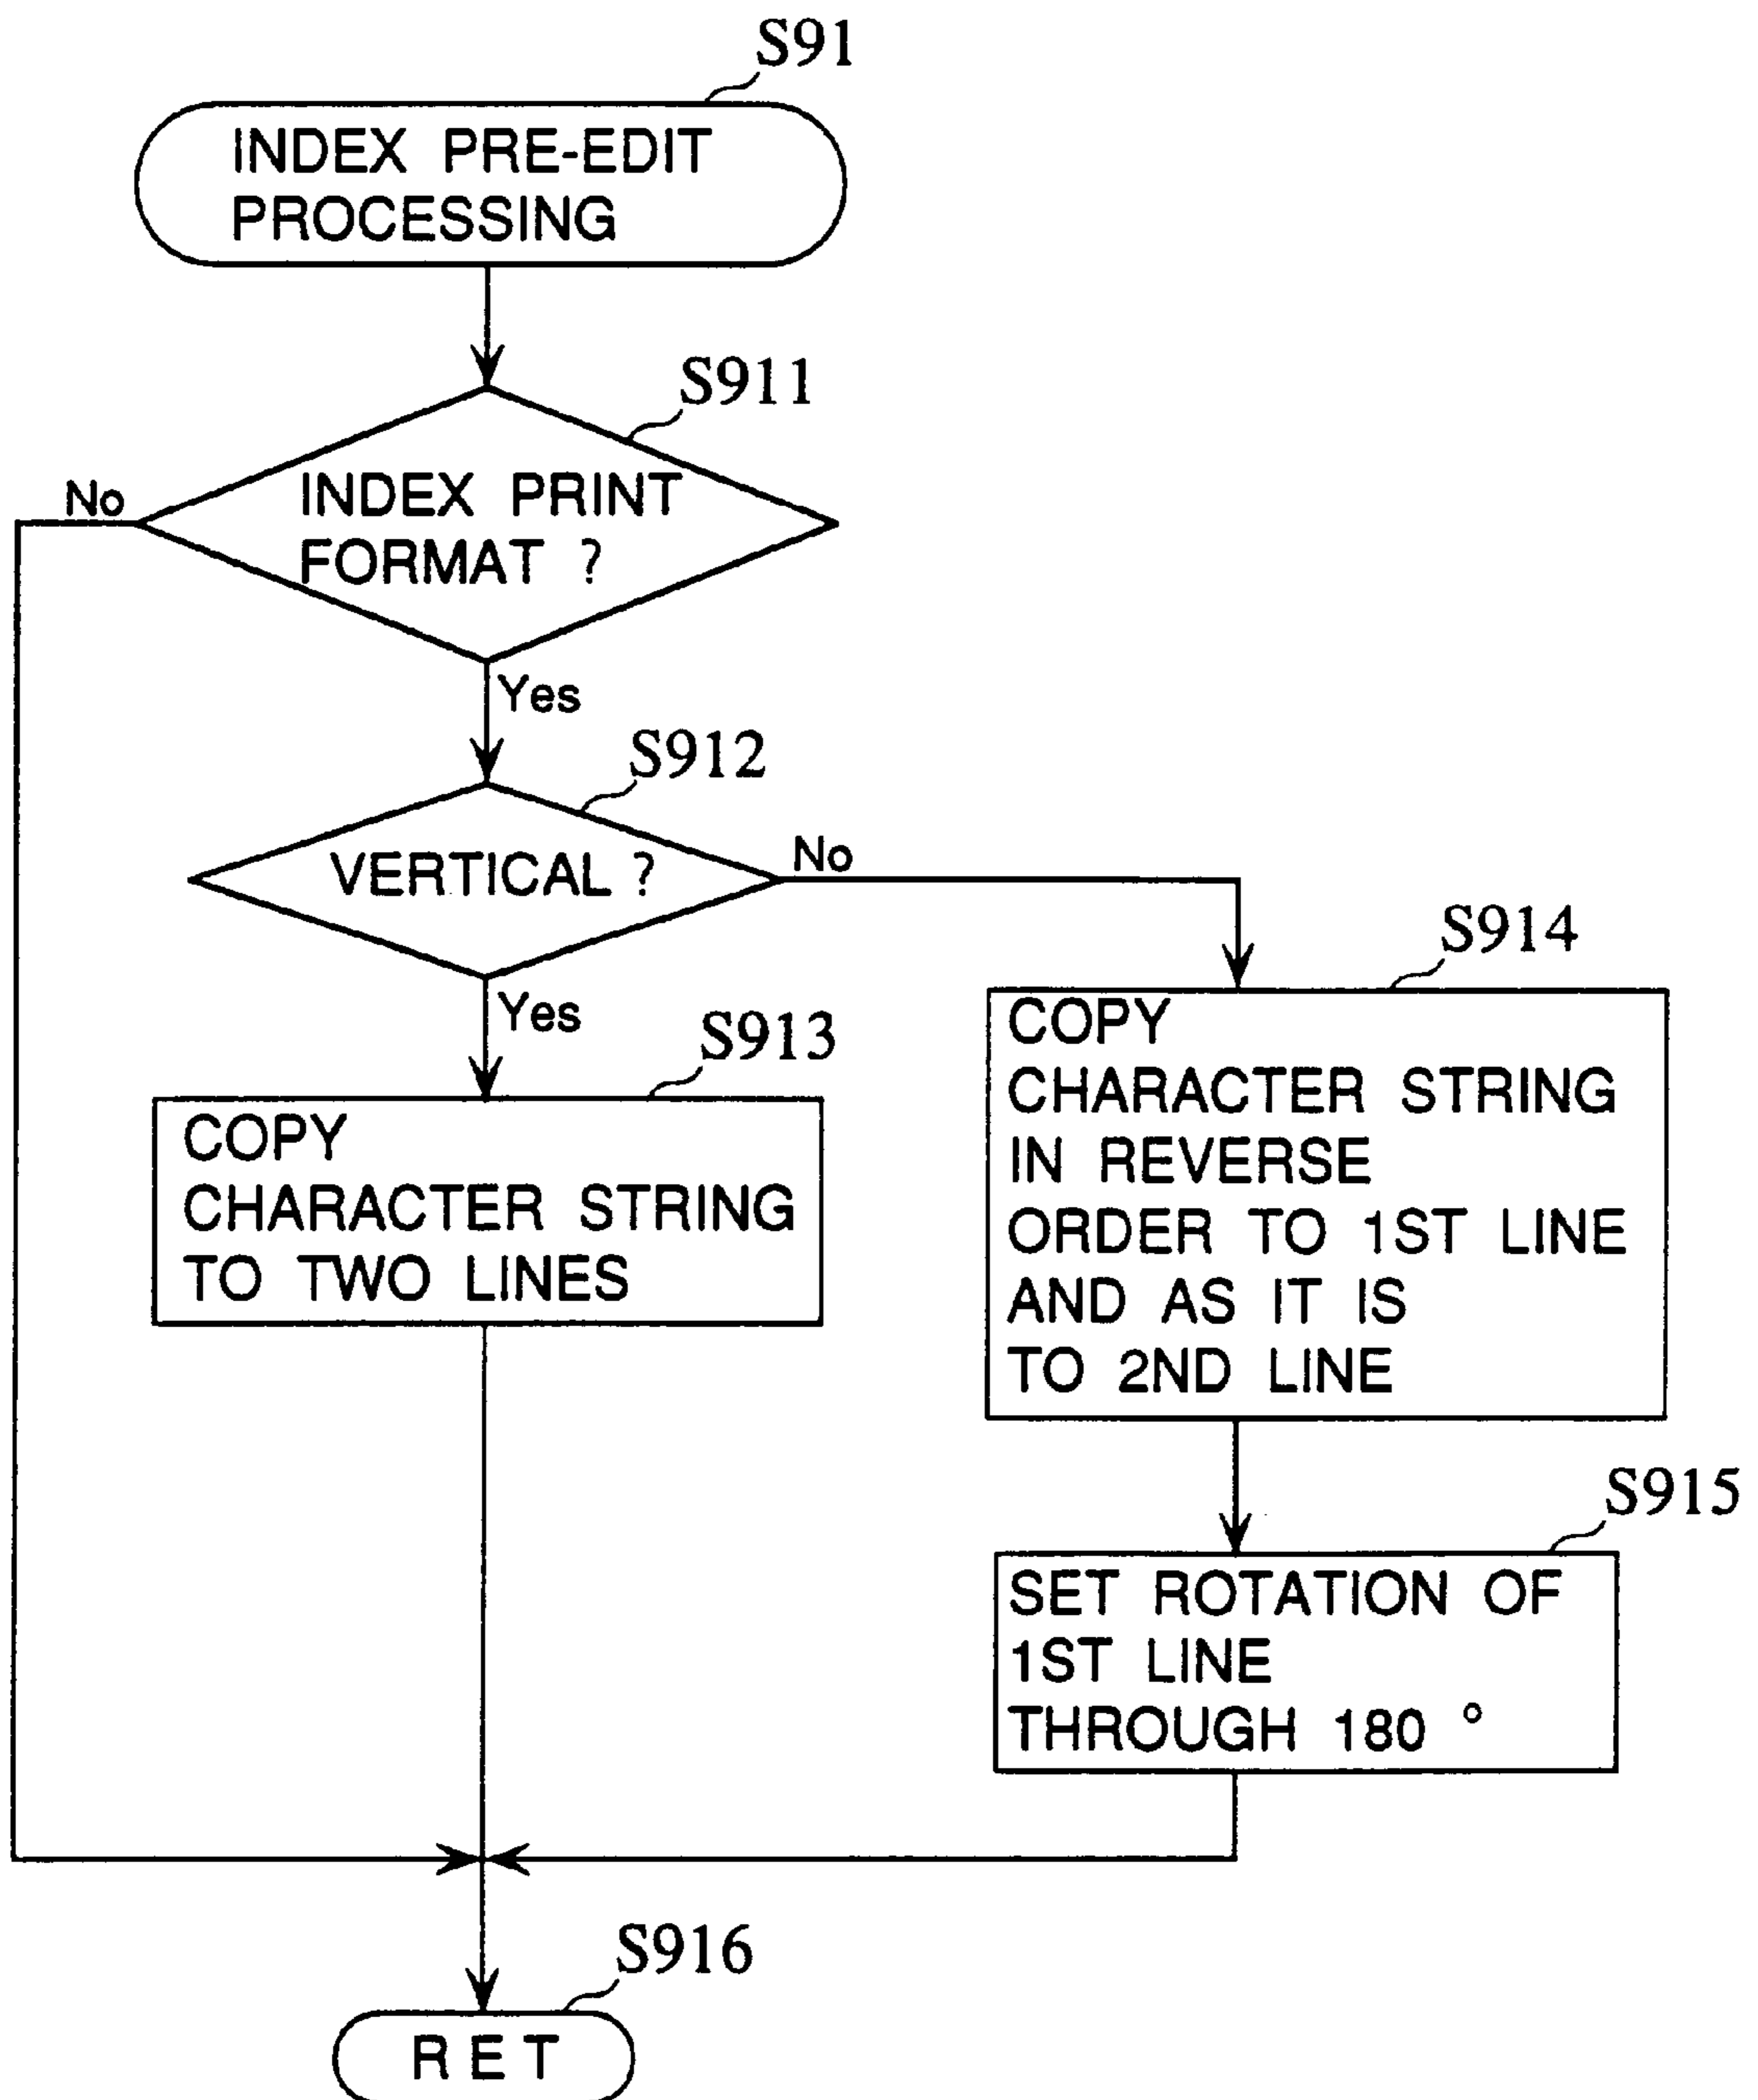 S91
INDEX PRE-EDIT
PROCESSING
S911
No
INDEX PRINT
FORMAT ?
Yes
S912
VERTICAL ?
No
Yes
S914
S913
COPY
CHARACTER STRING
TO TWO LINES
COPY
CHARACTER STRING
IN REVERSE
ORDER TO 1ST LINE
AND AS IT IS
TO 2ND LINE
S915
SET ROTATION OF
1ST LINE
THROUGH 180 °
S916
RET